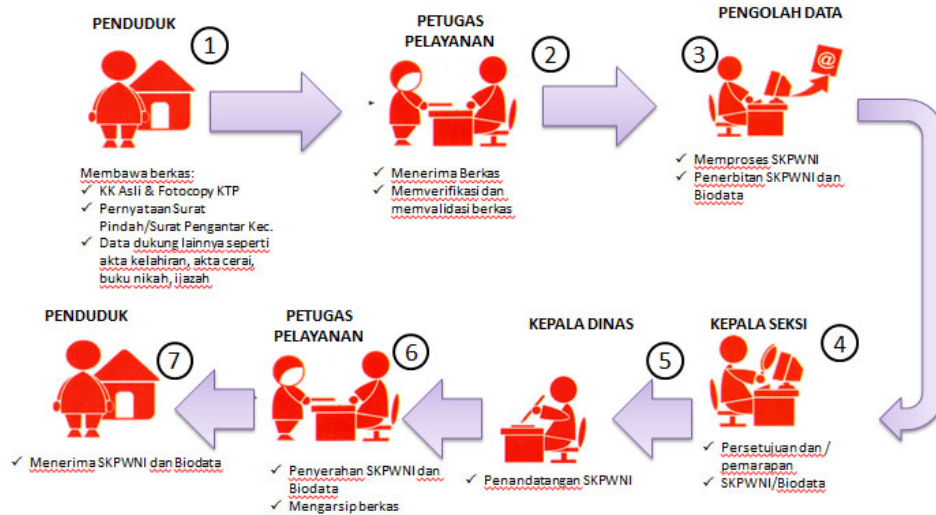 PENDUDUK
1
Membawa berkas:
✓ KK Asli & Fotocopy KTP
✓ Pernyataan Surat
Pindah/Surat Pengantar Kec.
✓ Data dukung lainnya seperti
akta kelahiran, akta cerai,
buku nikah, ijazah
PETUGAS
PELAYANAN
2
✓ Menerima Berkas
✓ Memverifikasi dan
memvalidasi berkas
PENGOLAH DATA
3
@
✓ Memproses SKPWNI
✓ Penerbitan SKPWNI dan
Biodata
KEPALA SEKSI
4
✓ Persetujuan dan /
pemarapan
✓ SKPWNI/Biodata
KEPALA DINAS
5
✓ Penandatangan SKPWNI
PETUGAS
PELAYANAN
6
✓ Penyerahan SKPWNI dan
Biodata
✓ Mengarsip berkas
PENDUDUK
7
✓ Menerima SKPWNI dan Biodata